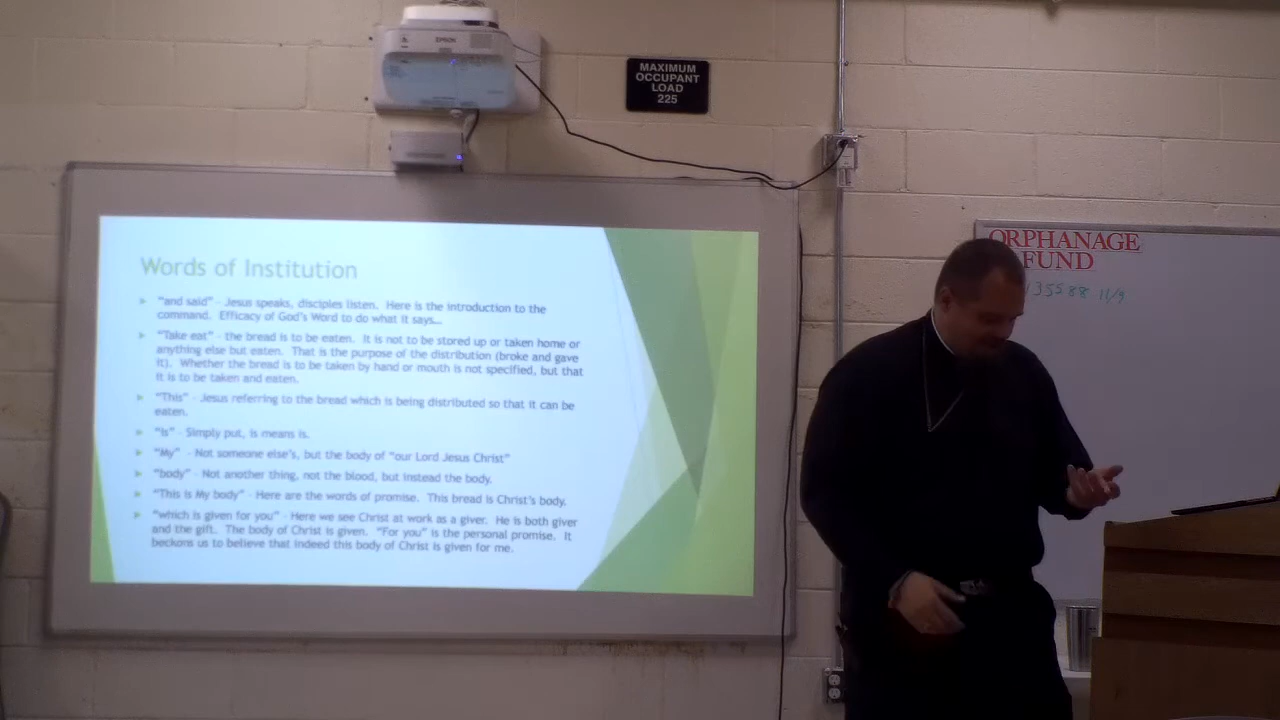 EPSON
MAXIMUM
OCCUPANT
LOAD
225
ORPHANAGE
FUND
135588 11/9
Words of Institution
"and said" - Jesus speaks, disciples listen. Here is the introduction to the
command. Efficacy of God's Word to do what it says...
"Take eat" - the bread is to be eaten. It is not to be stored up or taken home or
anything else but eaten. That is the purpose of the distribution (broke and gave
it). Whether the bread is to be taken by hand or mouth is not specified, but that
it is to be taken and eaten.
"This" - Jesus referring to the bread which is being distributed so that it can be
eaten.
"Is" - Simply put, is means is.
"My" - Not someone else's, but the body of "our Lord Jesus Christ"
"body" - Not another thing, not the blood, but instead the body.
"This is My body" - Here are the words of promise. This bread is Christ's body.
"which is given for you" - Here we see Christ at work as a giver. He is both giver
and the gift. The body of Christ is given. "For you" is the personal promise. It
beckons us to believe that indeed this body of Christ is given for me.